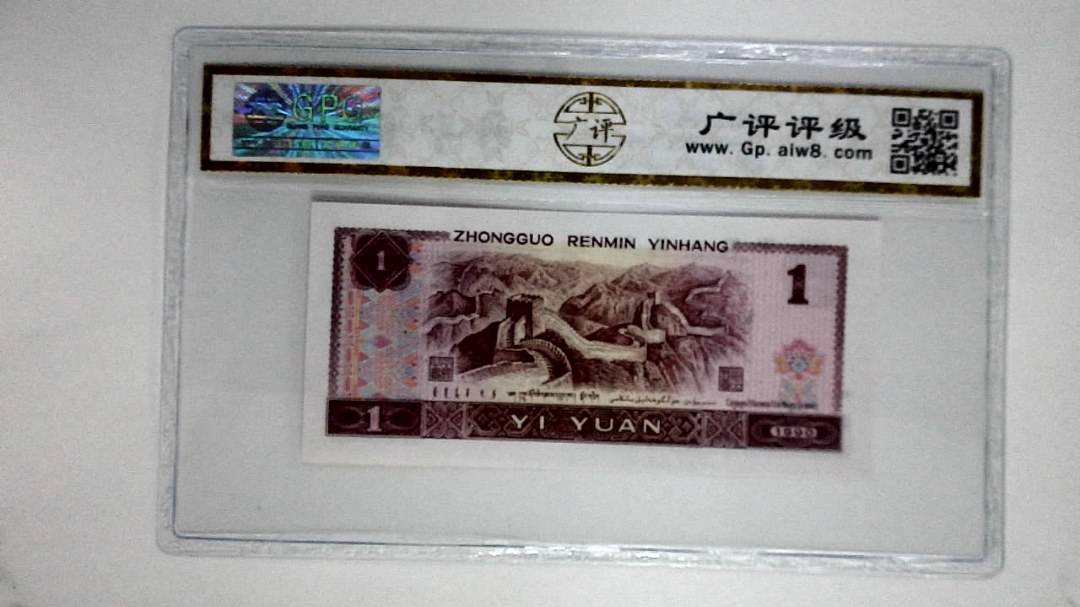 GPG
广评
广评评级
www. Gp. aiw8. com
ZHONGGUO RENMIN YINHANG
1
1
1
YI YUAN
1990